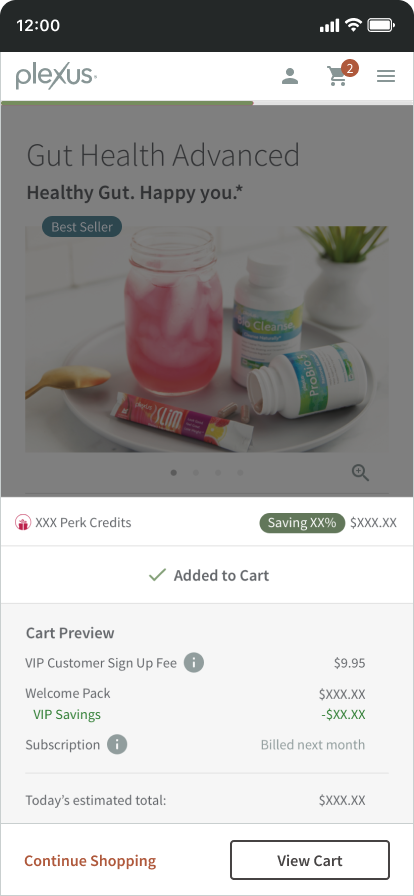 12:00
plexus
2
Gut Health Advanced
Healthy Gut. Happy you.*
Best Seller
Bio Cleanse
ProBio 5
plexus
SLIM
XXX Perk Credits
Saving XX% $XXX.XX
Added to Cart
Cart Preview
VIP Customer Sign Up Fee i $9.95
Welcome Pack $XXX.XX
VIP Savings -$XX.XX
Subscription i Billed next month
Today’s estimated total: $XXX.XX
Continue Shopping View Cart